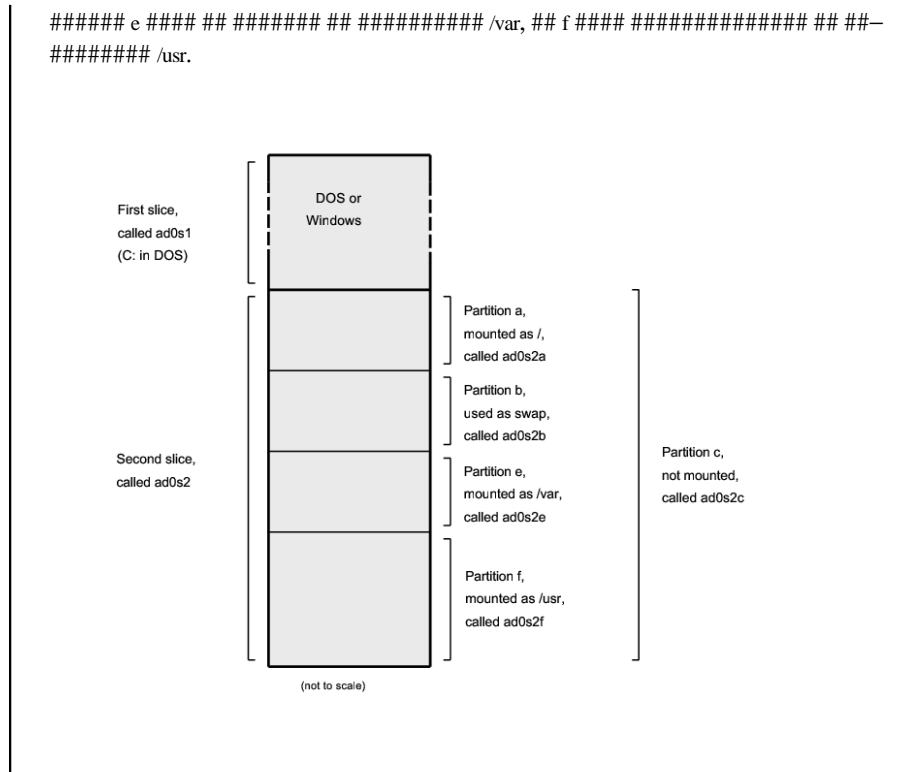 ###### e #### ## ####### ## ########## /var, ## f #### ############## ## ##–
######## /usr.
DOS or
Windows
First slice,
called ad0s1
(C: in DOS)
Partition a,
mounted as /,
called ad0s2a
Partition b,
used as swap,
called ad0s2b
Second slice,
called ad0s2
Partition e,
mounted as /var,
called ad0s2e
Partition c,
not mounted,
called ad0s2c
Partition f,
mounted as /usr,
called ad0s2f
(not to scale)